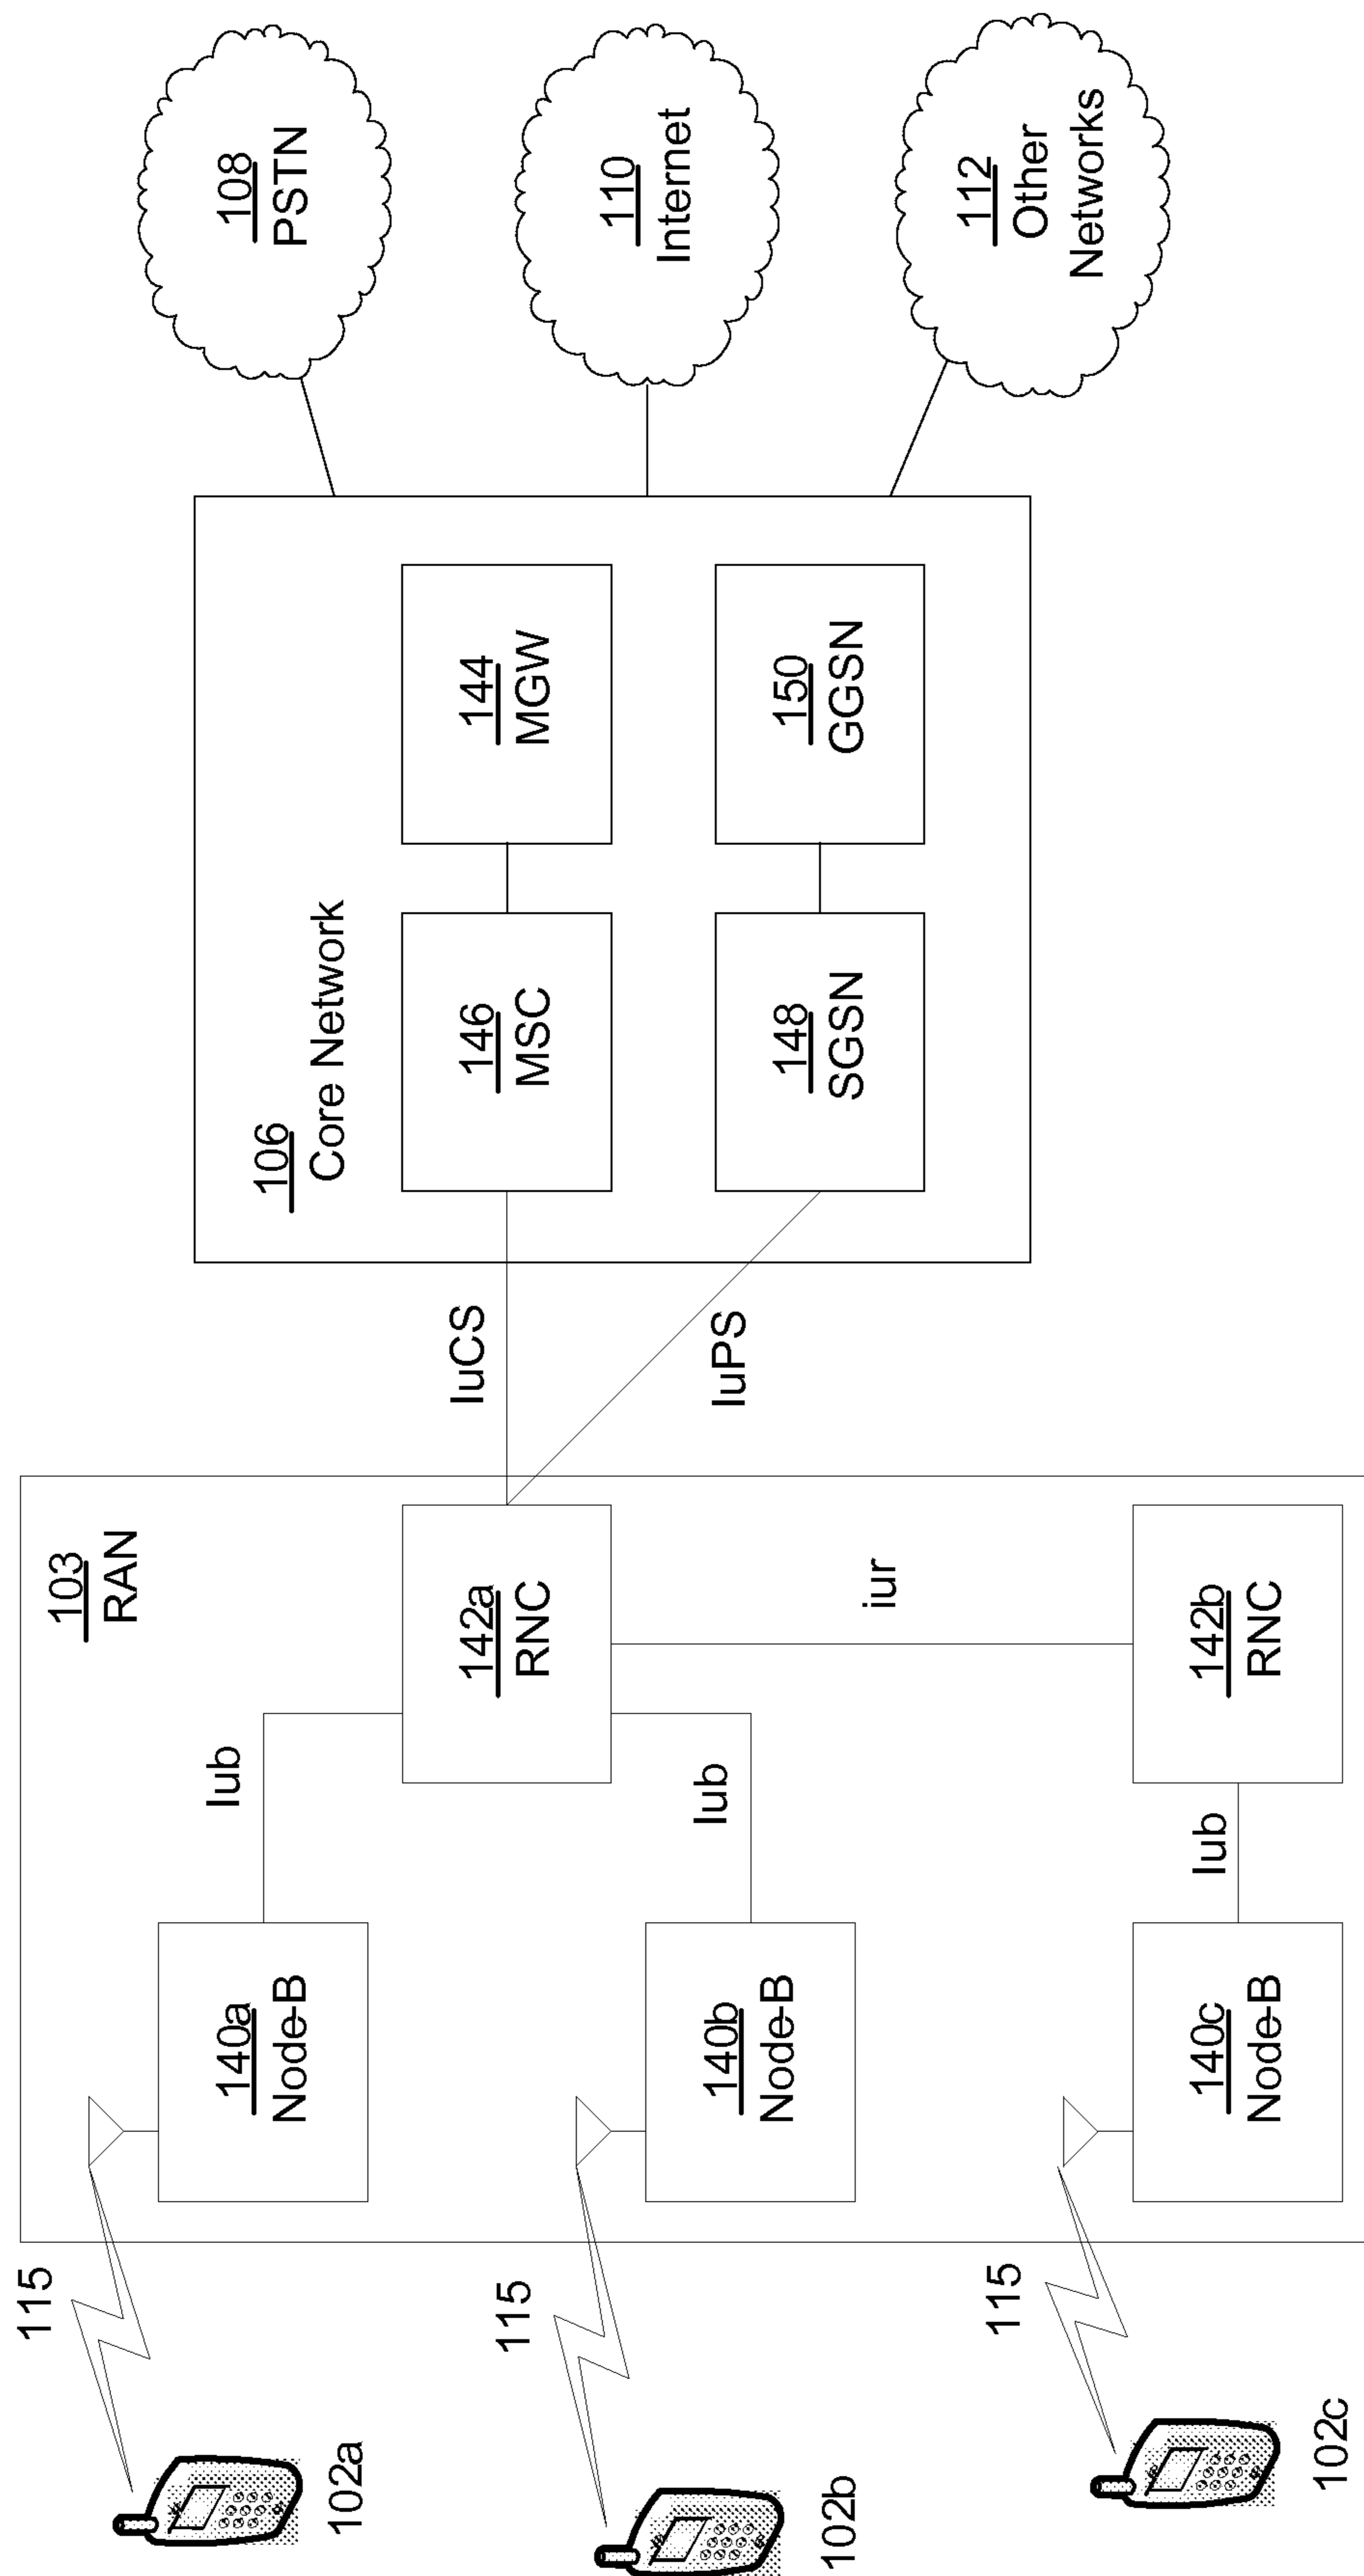 115
102a
115
102b
115
102c
103
RAN
140a
Node-B
140b
Node-B
140c
Node-B
Iub
Iub
Iub
142a
RNC
iur
142b
RNC
IuCS
IuPS
106
Core Network
146
MSC
144
MGW
148
SGSN
150
GGSN
108
PSTN
110
Internet
112
Other
Networks